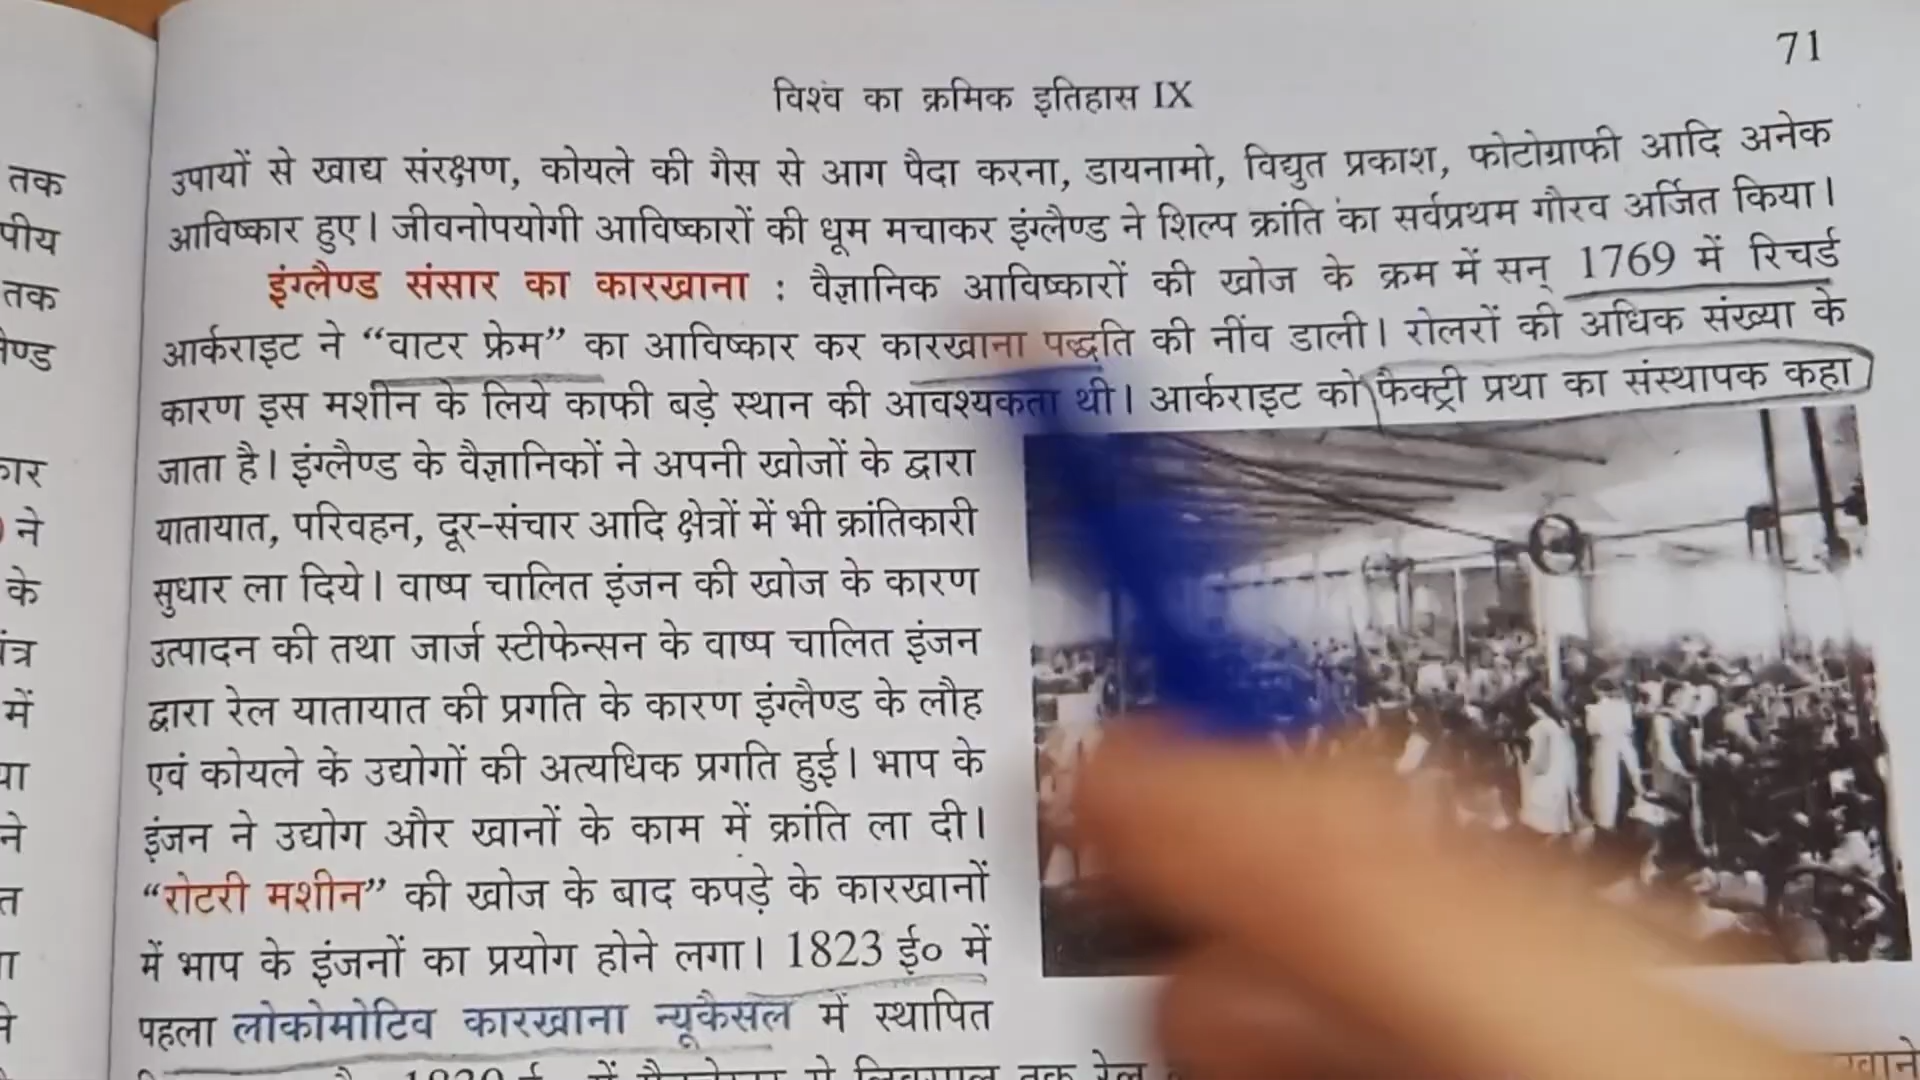 71
विश्व का क्रमिक इतिहास IX
उपायों से खाद्य संरक्षण, कोयले की गैस से आग पैदा करना, डायनामो, विद्युत प्रकाश, फोटोग्राफी आदि अनेक
आविष्कार हुए। जीवनोपयोगी आविष्कारों की धूम मचाकर इंग्लैण्ड ने शिल्प क्रांति का सर्वप्रथम गौरव अर्जित किया।
इंग्लैण्ड संसार का कारखाना : वैज्ञानिक आविष्कारों की खोज के क्रम में सन् 1769 में रिचर्ड
आर्कराइट ने “वाटर फ्रेम” का आविष्कार कर कारखाना पद्धति की नींव डाली। रोलरों की अधिक संख्या के
कारण इस मशीन के लिये काफी बड़े स्थान की आवश्यकता थी। आर्कराइट को फैक्ट्री प्रथा का संस्थापक कहा
जाता है। इंग्लैण्ड के वैज्ञानिकों ने अपनी खोजों के द्वारा
यातायात, परिवहन, दूर-संचार आदि क्षेत्रों में भी क्रांतिकारी
सुधार ला दिये। वाष्प चालित इंजन की खोज के कारण
उत्पादन की तथा जार्ज स्टीफेन्सन के वाष्प चालित इंजन
द्वारा रेल यातायात की प्रगति के कारण इंग्लैण्ड के लौह
एवं कोयले कें उद्योगों की अत्यधिक प्रगति हुई। भाप के
इंजन ने उद्योग और खानों के काम में क्रांति ला दी।
“रोटरी मशीन” की खोज के बाद कपड़े के कारखानों
में भाप के इंजनों का प्रयोग होने लगा। 1823 ई० में
पहला लोकोमोटिव कारखाना न्यूकैसल में स्थापित
तक
पीय
तक
ने
के
में